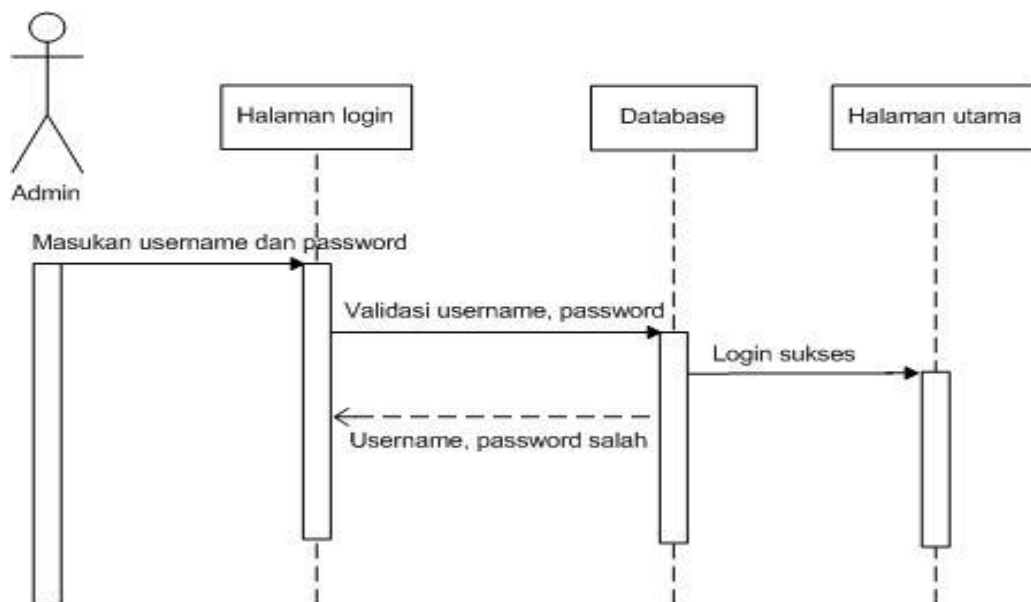 Halaman login
Database
Halaman utama
Admin
Masukan username dan password
Validasi username, password
Login sukses
Username, password salah